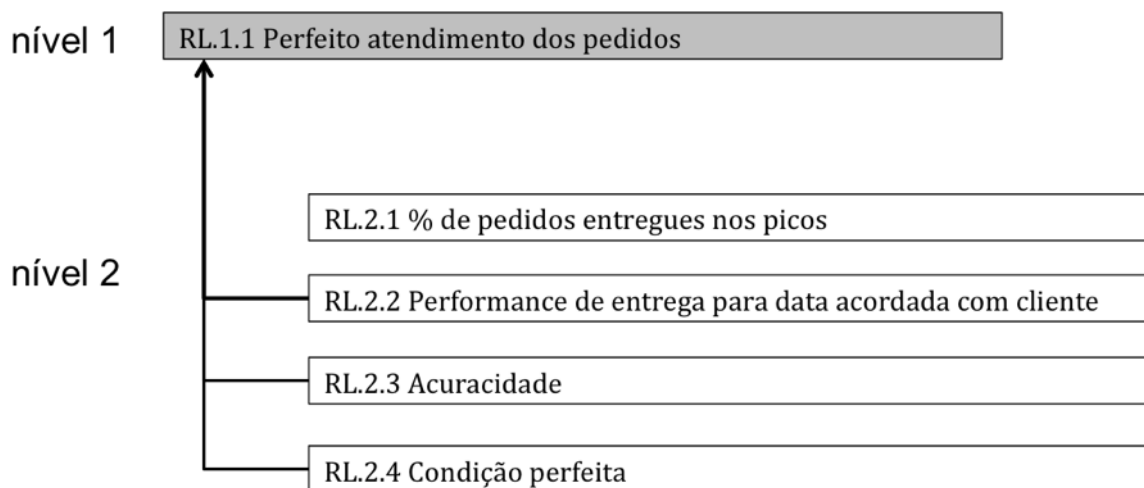 nível 1
RL.1.1 Perfeito atendimento dos pedidos
RL.2.1 % de pedidos entregues nos picos
nível 2
RL.2.2 Performance de entrega para data acordada com cliente
RL.2.3 Acuracidade
RL.2.4 Condição perfeita